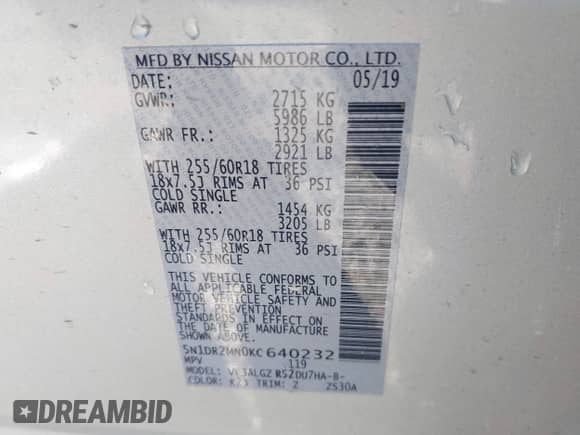 MFD BY NISSAN MOTOR CO., LTD.
DATE: 05/19
GVWR: 2715 KG
5986 LB
GAWR FR.: 1325 KG
2921 LB
WITH 255/60R18 TIRES
18x7.5J RIMS AT 36 PSI
COLD SINGLE
GAWR RR.: 1454 KG
3205 LB
WITH 255/60R18 TIRES
18x7.5J RIMS AT 36 PSI
COLD SINGLE
THIS VEHICLE CONFORMS TO
ALL APPLICABLE FEDERAL
MOTOR VEHICLE SAFETY AND
THEFT PREVENTION
STANDARDS IN EFFECT ON
THE DATE OF MANUFACTURE
SHOWN ABOVE.
5N1DR2MN0KC640232
MPV 119
MODEL: R52DU7HA-B-
COLOR: K23 TRIM: Z 2S30A
DREAMBID